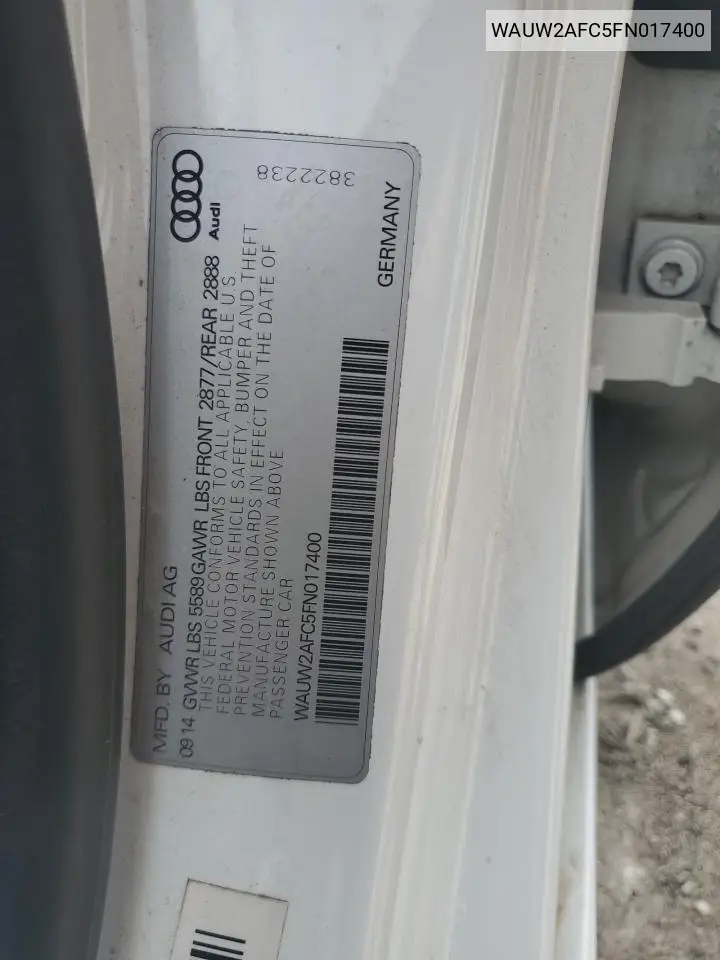 WAUW2AFC5FN017400
MFD. BY AUDI AG
Audi
0914 GVWR LBS 5589 GAWR LBS FRONT 2877/REAR 2888
THIS VEHICLE CONFORMS TO ALL APPLICABLE U.S.
FEDERAL MOTOR VEHICLE SAFETY, BUMPER AND THEFT
PREVENTION STANDARDS IN EFFECT ON THE DATE OF
MANUFACTURE SHOWN ABOVE
PASSENGER CAR
3822238
WAUW2AFC5FN017400
GERMANY